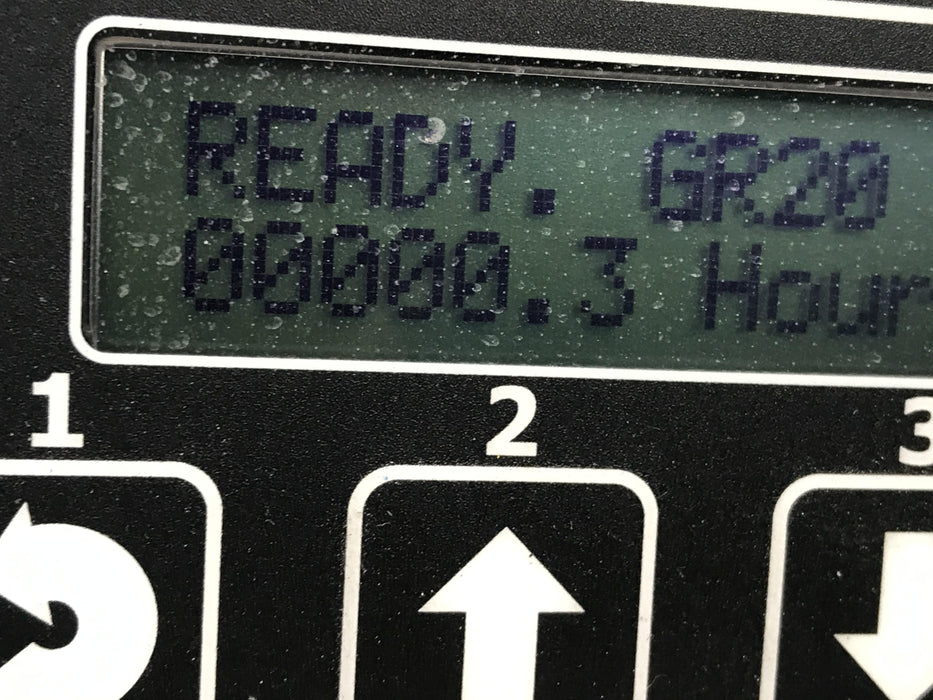 READY. GR20
00000.3 Hour
1 2 3